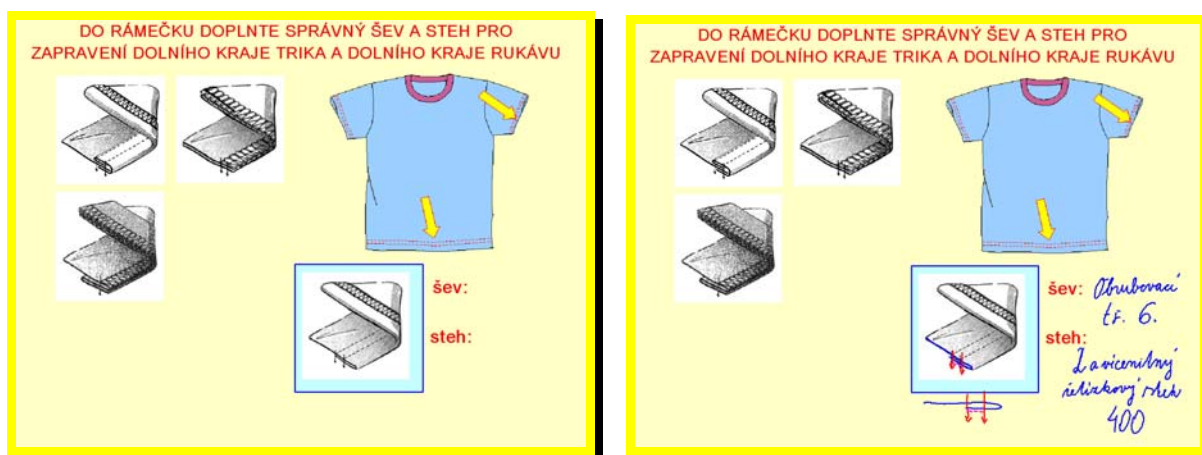 DO RÁMEČKU DOPLNTE SPRÁVNÝ ŠEV A STEH PRO
ZAPRAVENÍ DOLNÍHO KRAJE TRIKA A DOLNÍHO KRAJE RUKÁVU
šev:
steh:
DO RÁMEČKU DOPLNTE SPRÁVNÝ ŠEV A STEH PRO
ZAPRAVENÍ DOLNÍHO KRAJE TRIKA A DOLNÍHO KRAJE RUKÁVU
šev: Obrubovací
tř. 6.
steh:
řetízkový steh
400